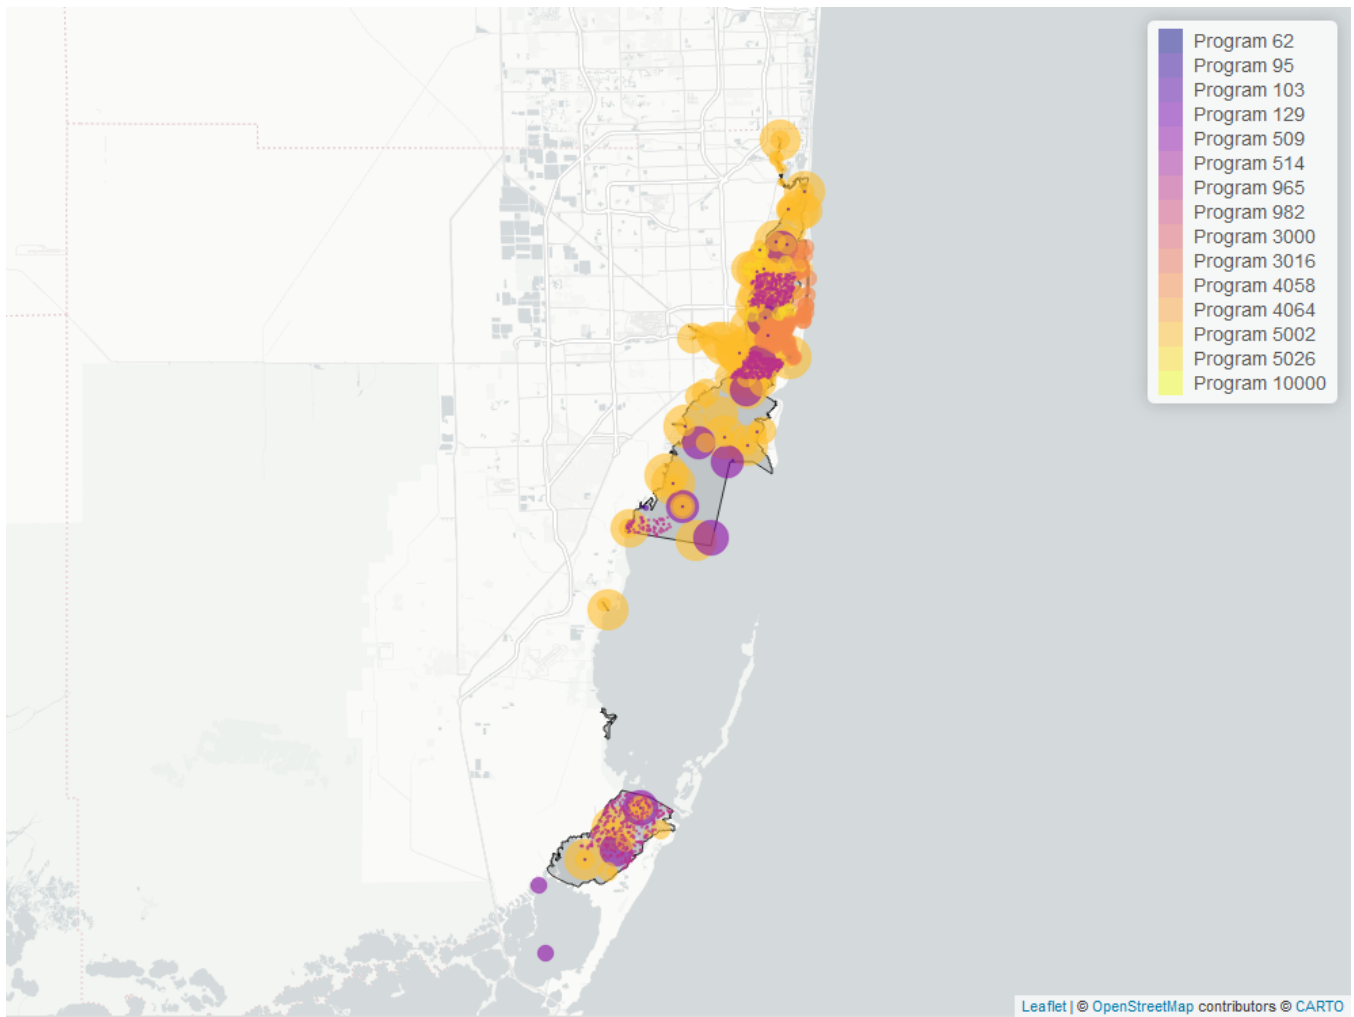 Program 62
Program 95
Program 103
Program 129
Program 509
Program 514
Program 965
Program 982
Program 3000
Program 3016
Program 4058
Program 4064
Program 5002
Program 5026
Program 10000
Leaflet | © OpenStreetMap contributors © CARTO